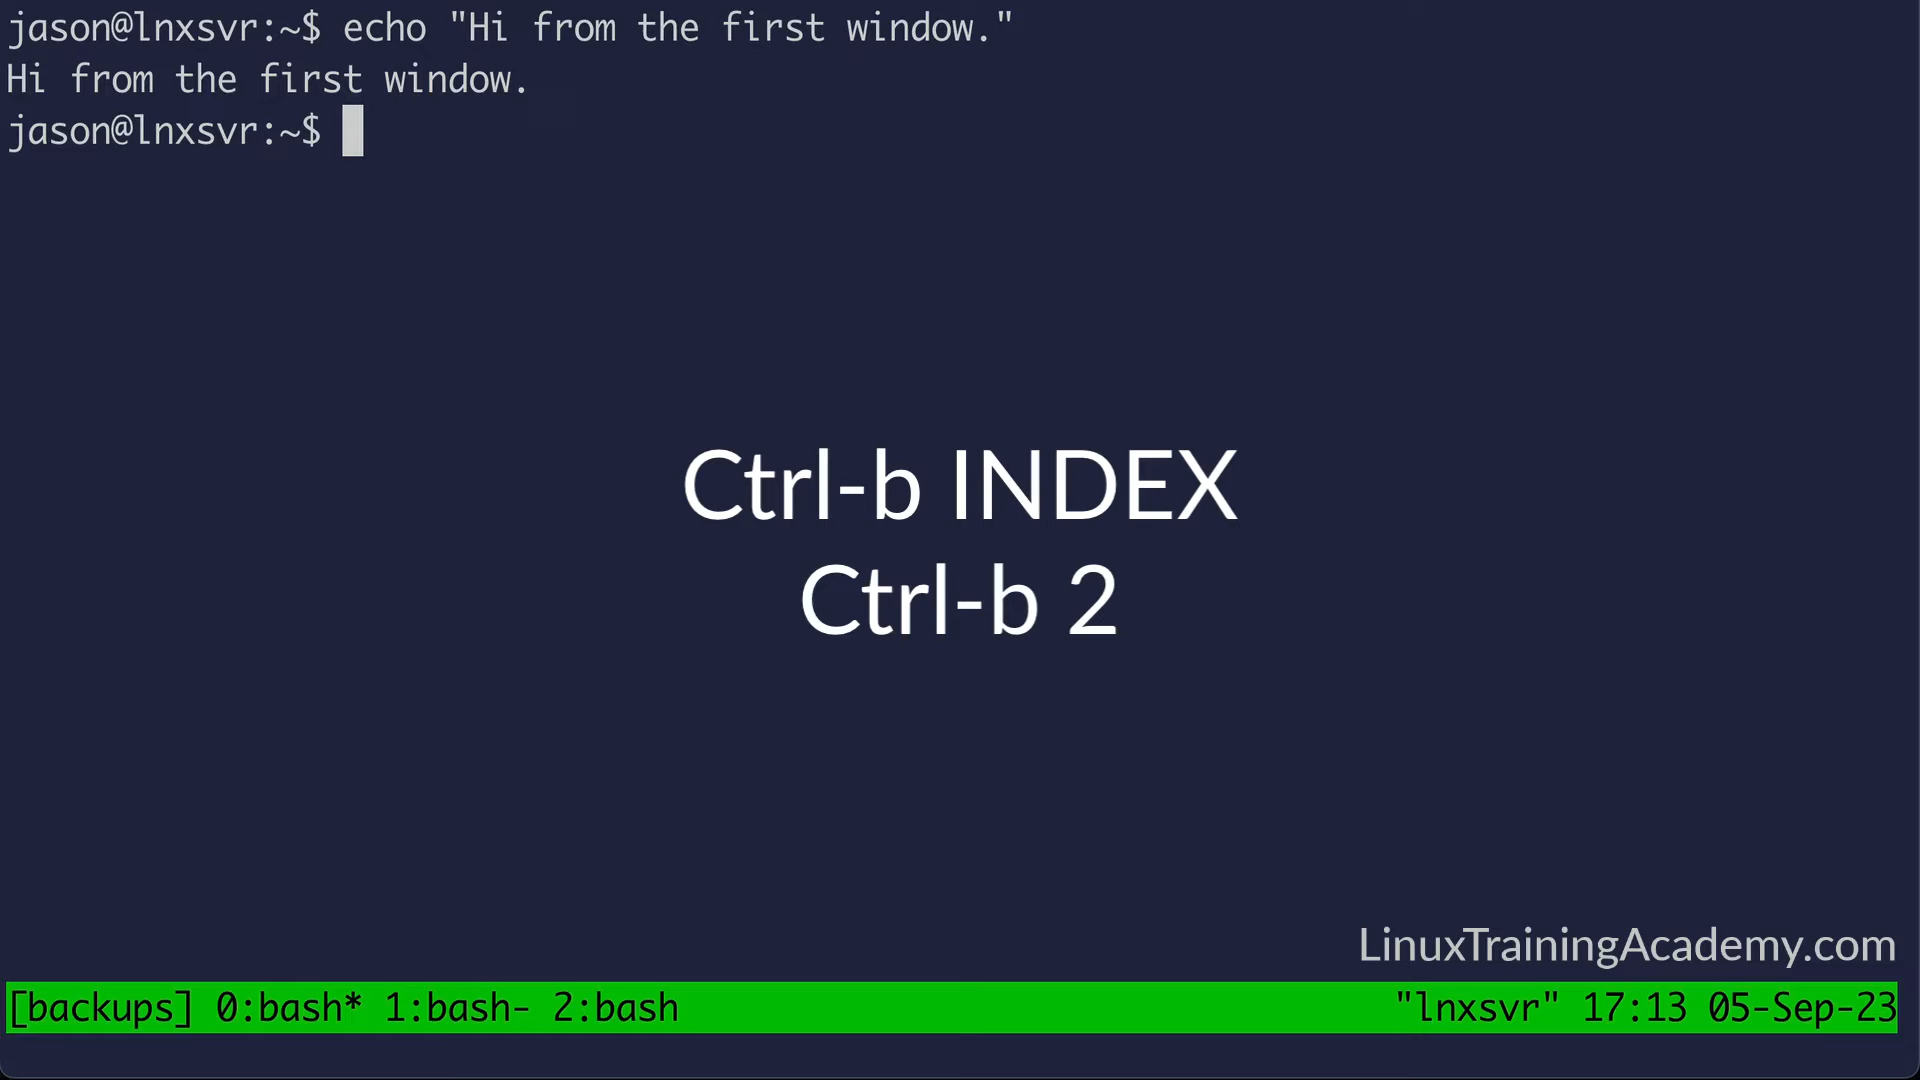 jason@lnxsvr:~$ echo "Hi from the first window."
Hi from the first window.
jason@lnxsvr:~$
Ctrl-b INDEX
Ctrl-b 2
LinuxTrainingAcademy.com
[backups] 0:bash* 1:bash- 2:bash "lnxsvr" 17:13 05-Sep-23